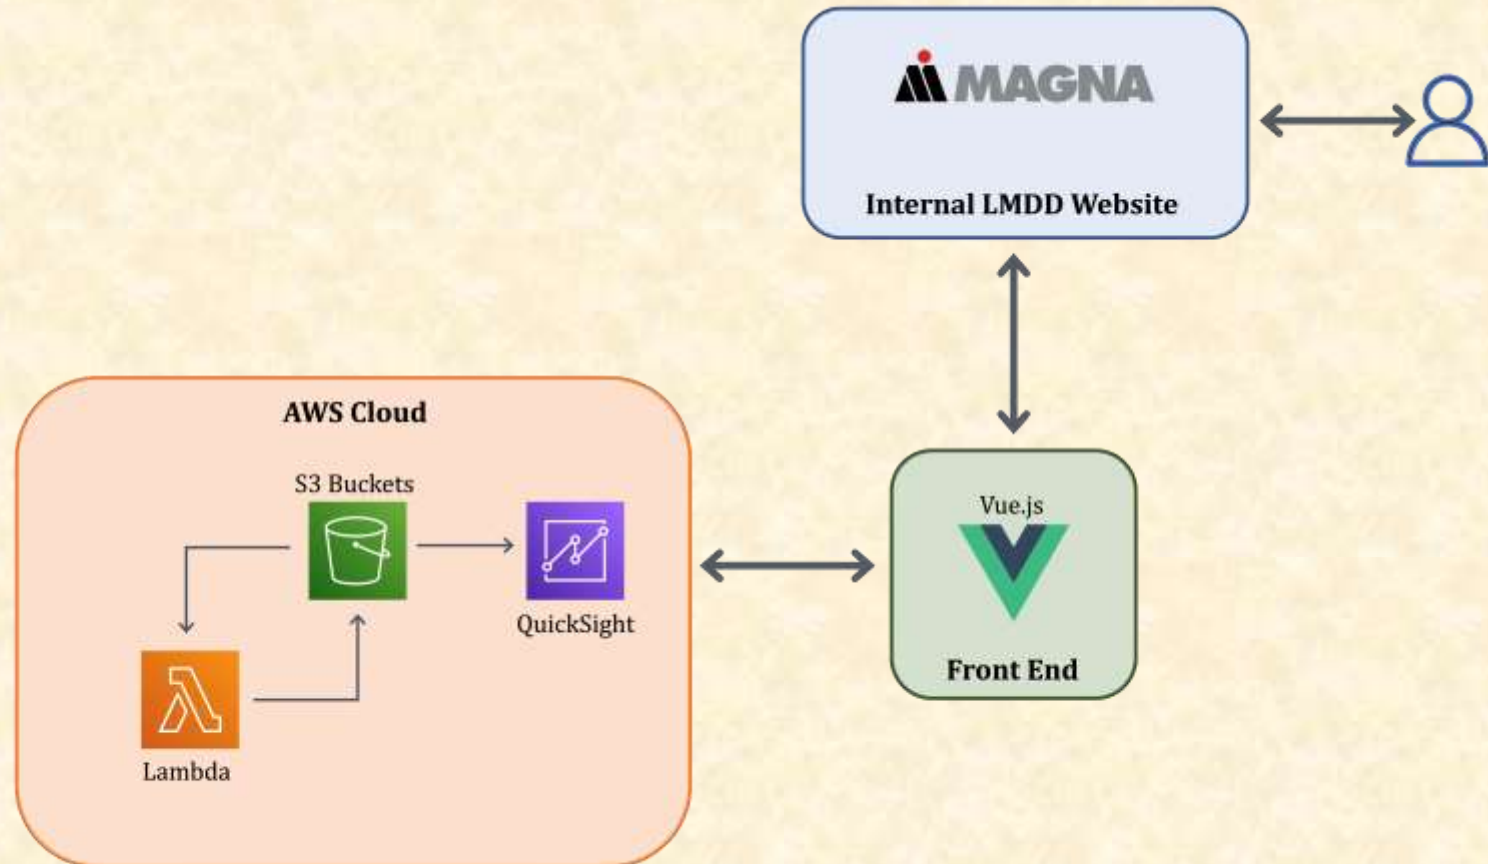 MAGNA
Internal LMDD Website
AWS Cloud
S3 Buckets
QuickSight
Lambda
Vue.js
Front End